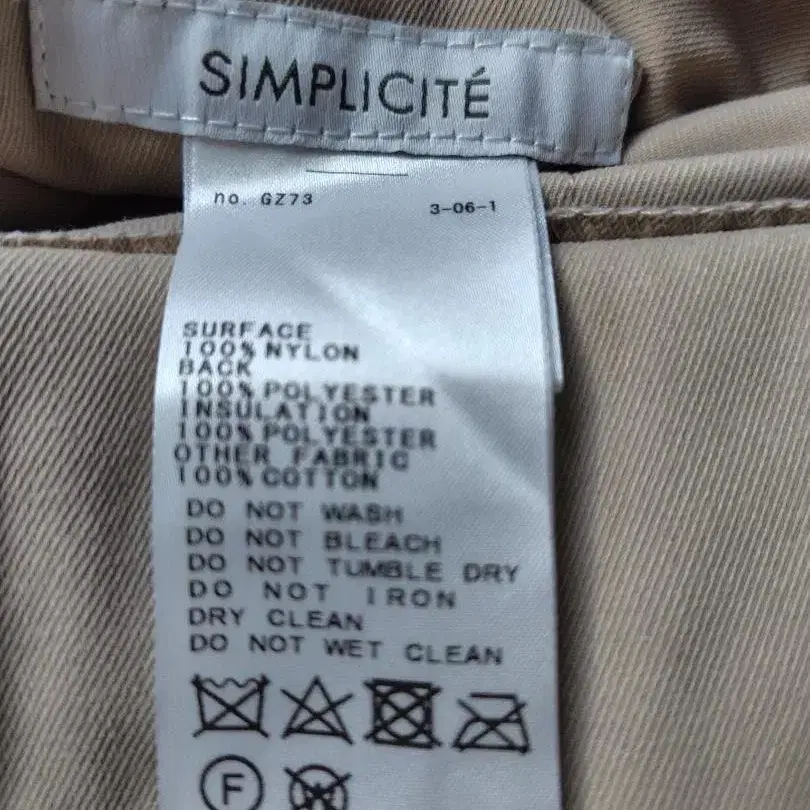 SIMPLICITÉ
no. GZ73 3-06-1
SURFACE
100% NYLON
BACK
100% POLYESTER
INSULATION
100% POLYESTER
OTHER FABRIC
100% COTTON
DO NOT WASH
DO NOT BLEACH
DO NOT TUMBLE DRY
DO NOT IRON
DRY CLEAN
DO NOT WET CLEAN
F W